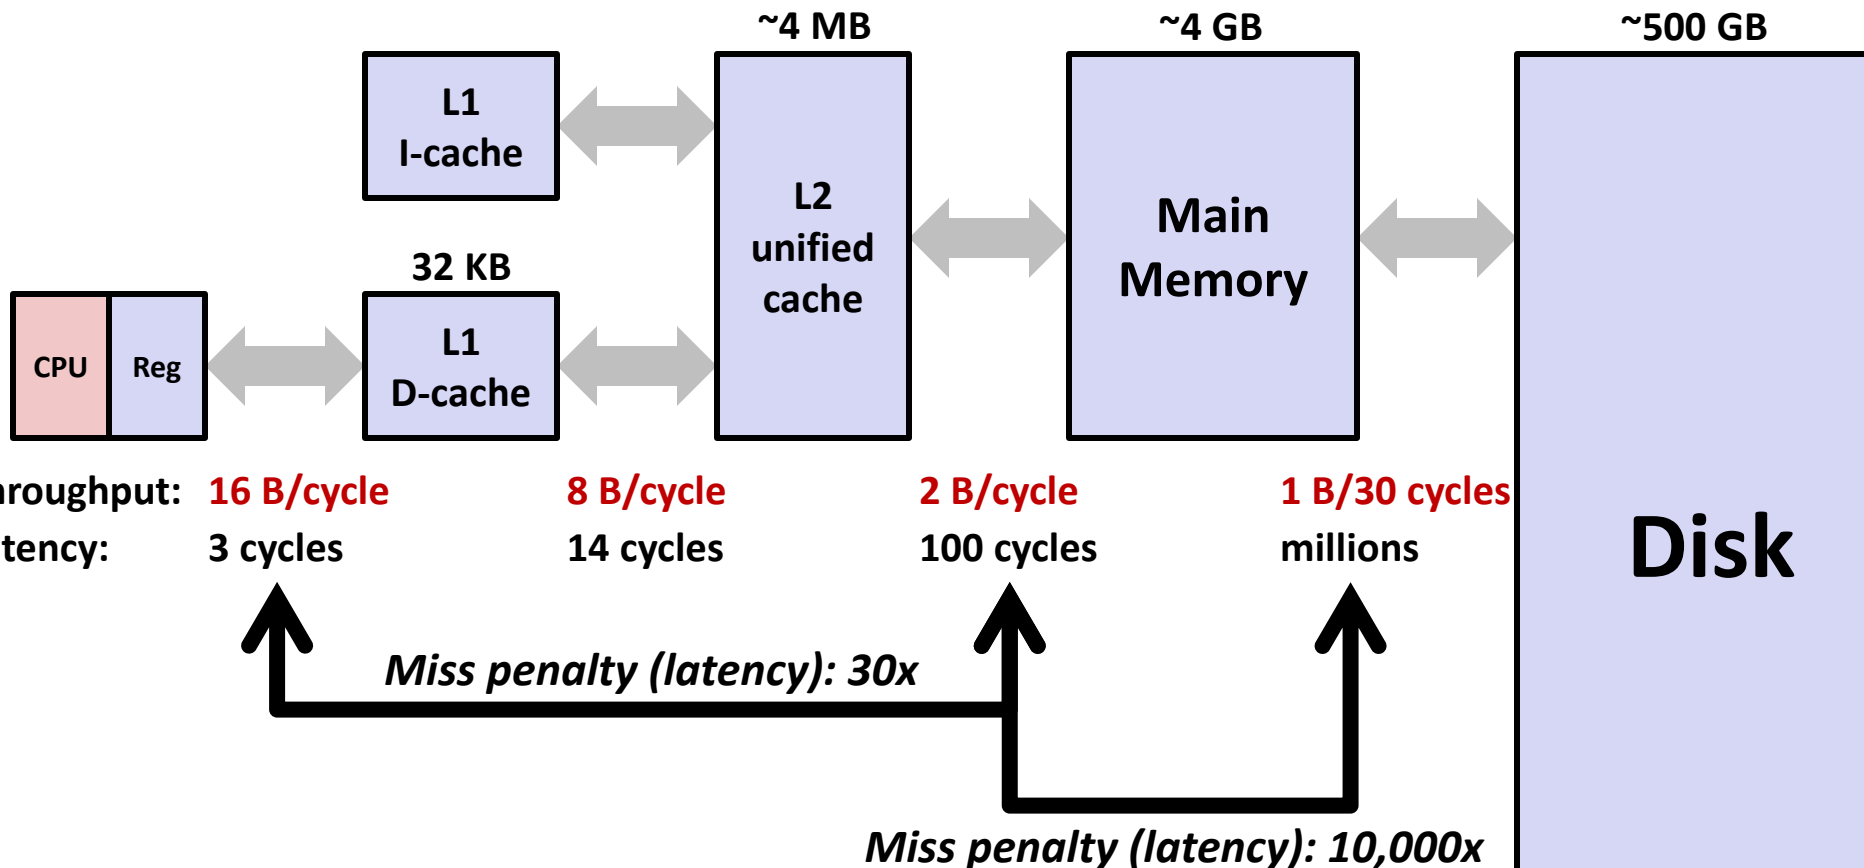 ~4 MB
~4 GB
~500 GB
L1
I-cache
L2
unified
cache
Main
Memory
32 KB
CPU
Reg
L1
D-cache
Disk
hroughput: 16 B/cycle 8 B/cycle 2 B/cycle 1 B/30 cycles
tency: 3 cycles 14 cycles 100 cycles millions
Miss penalty (latency): 30x
Miss penalty (latency): 10,000x